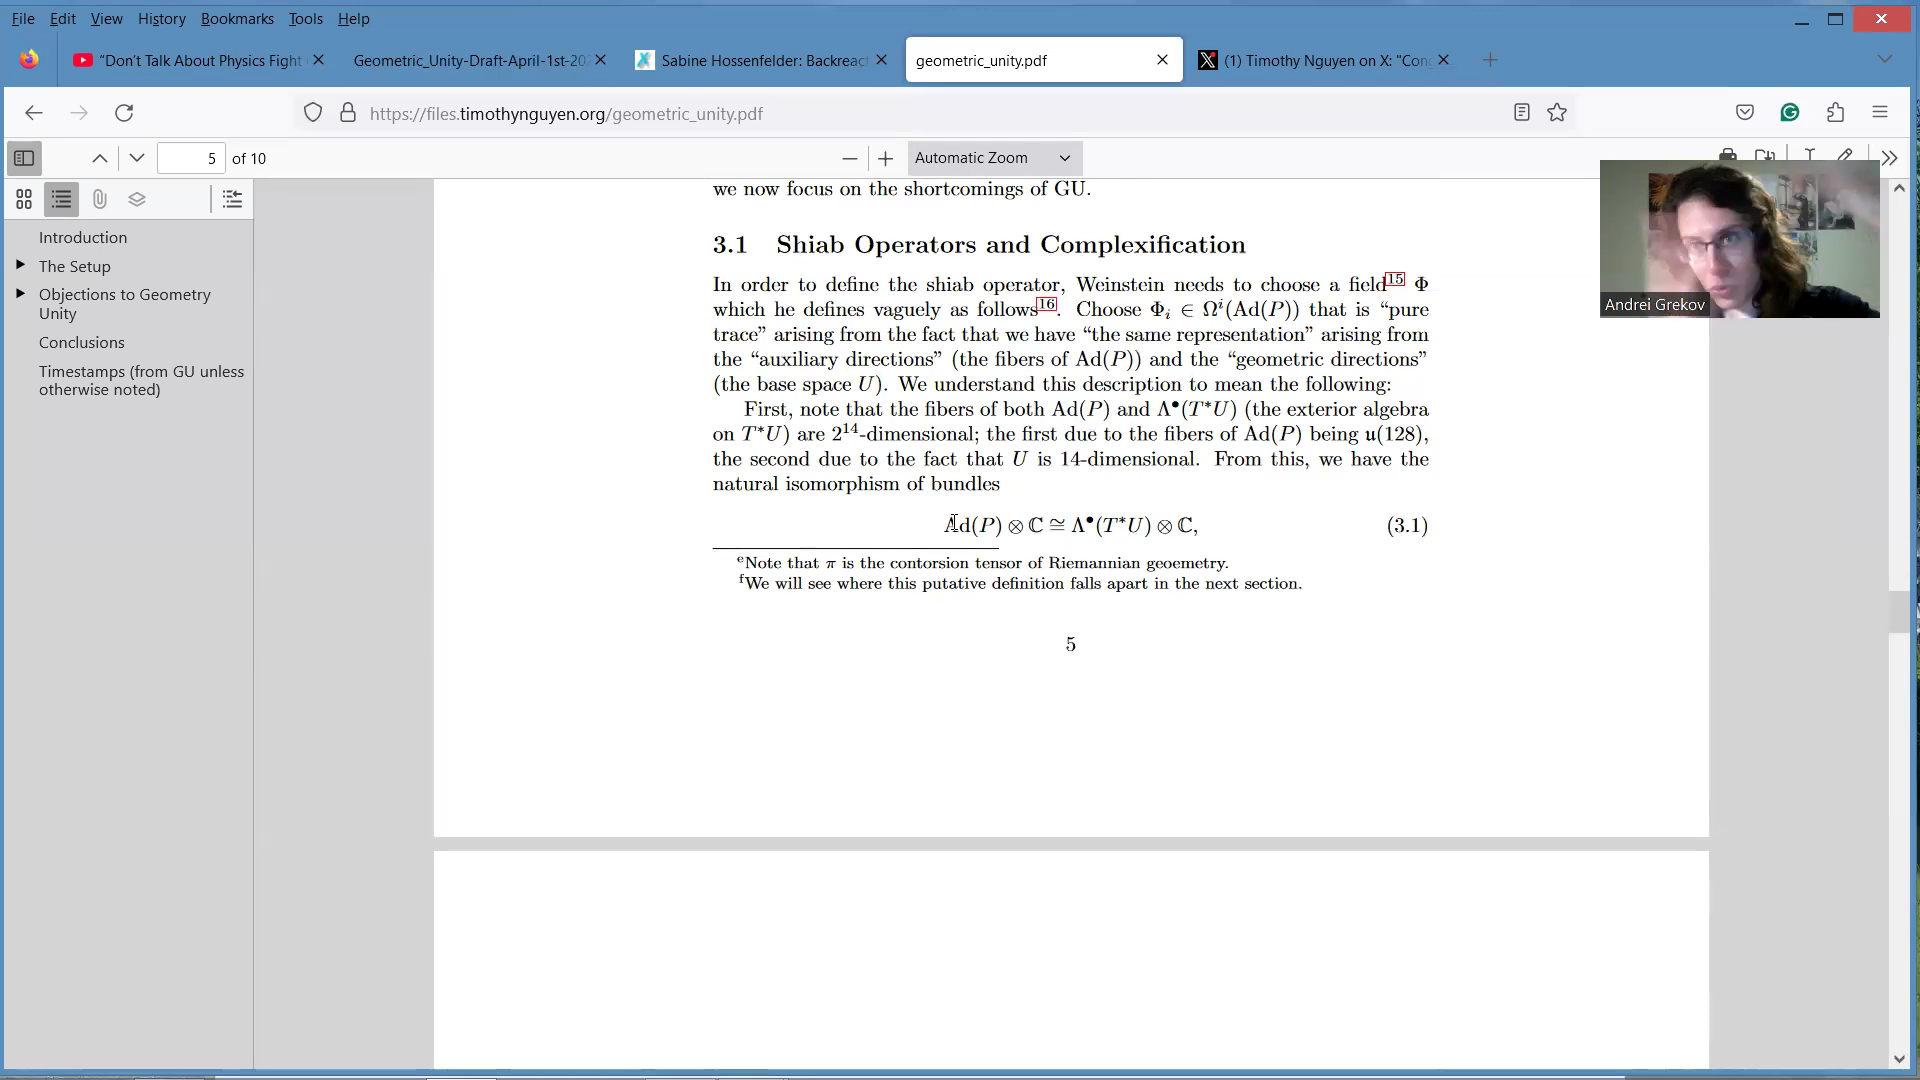 File Edit View History Bookmarks Tools Help
"Don't Talk About Physics Fight
Geometric_Unity-Draft-April-1st-20
Sabine Hossenfelder: Backreac
geometric_unity.pdf
(1) Timothy Nguyen on X: "Con
https://files.timothynguyen.org/geometric_unity.pdf
5 of 10
Automatic Zoom
Introduction
The Setup
Objections to Geometry
Unity
Conclusions
Timestamps (from GU unless
otherwise noted)
we now focus on the shortcomings of GU.
3.1 Shiab Operators and Complexification
In order to define the shiab operator, Weinstein needs to choose a field¹⁵ Φ
which he defines vaguely as follows¹⁶. Choose Φᵢ ∈ Ωⁱ(Ad(P)) that is “pure
trace” arising from the fact that we have “the same representation” arising from
the “auxiliary directions” (the fibers of Ad(P)) and the “geometric directions”
(the base space U). We understand this description to mean the following:
First, note that the fibers of both Ad(P) and Λ•(T*U) (the exterior algebra
on T*U) are 2¹⁴-dimensional; the first due to the fibers of Ad(P) being 𝔲(128),
the second due to the fact that U is 14-dimensional. From this, we have the
natural isomorphism of bundles
Ad(P) ⊗ ℂ ≅ Λ•(T*U) ⊗ ℂ, (3.1)
ᵉNote that π is the contorsion tensor of Riemannian geoemetry.
ᶠWe will see where this putative definition falls apart in the next section.
5
Andrei Grekov